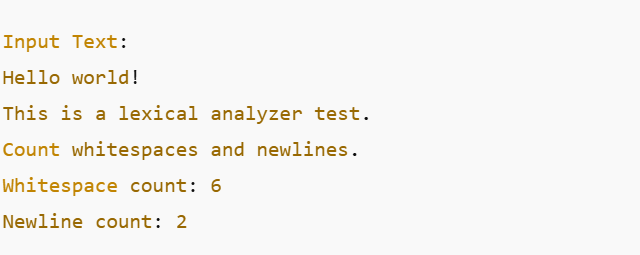 Input Text:
Hello world!
This is a lexical analyzer test.
Count whitespaces and newlines.
Whitespace count: 6
Newline count: 2